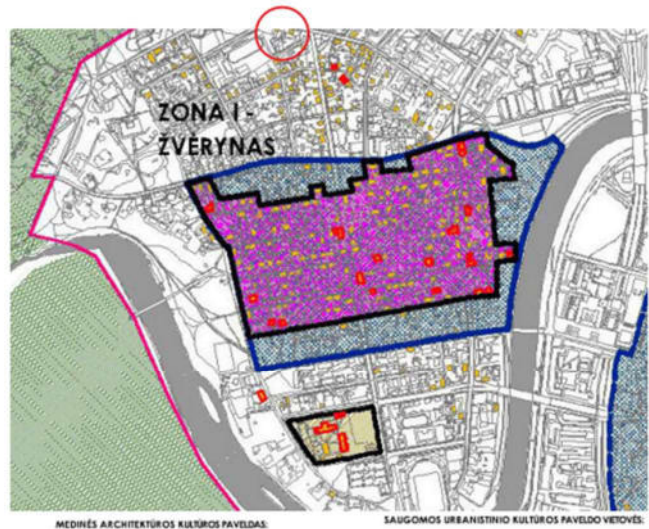 ZONA I -
ŽVĖRYNAS
MEDINĖS ARCHITEKTŪROS KULTŪROS PAVELDAS:
SAUGOMOS URBANISTINIO KULTŪROS PAVELDO VIETOVĖS: